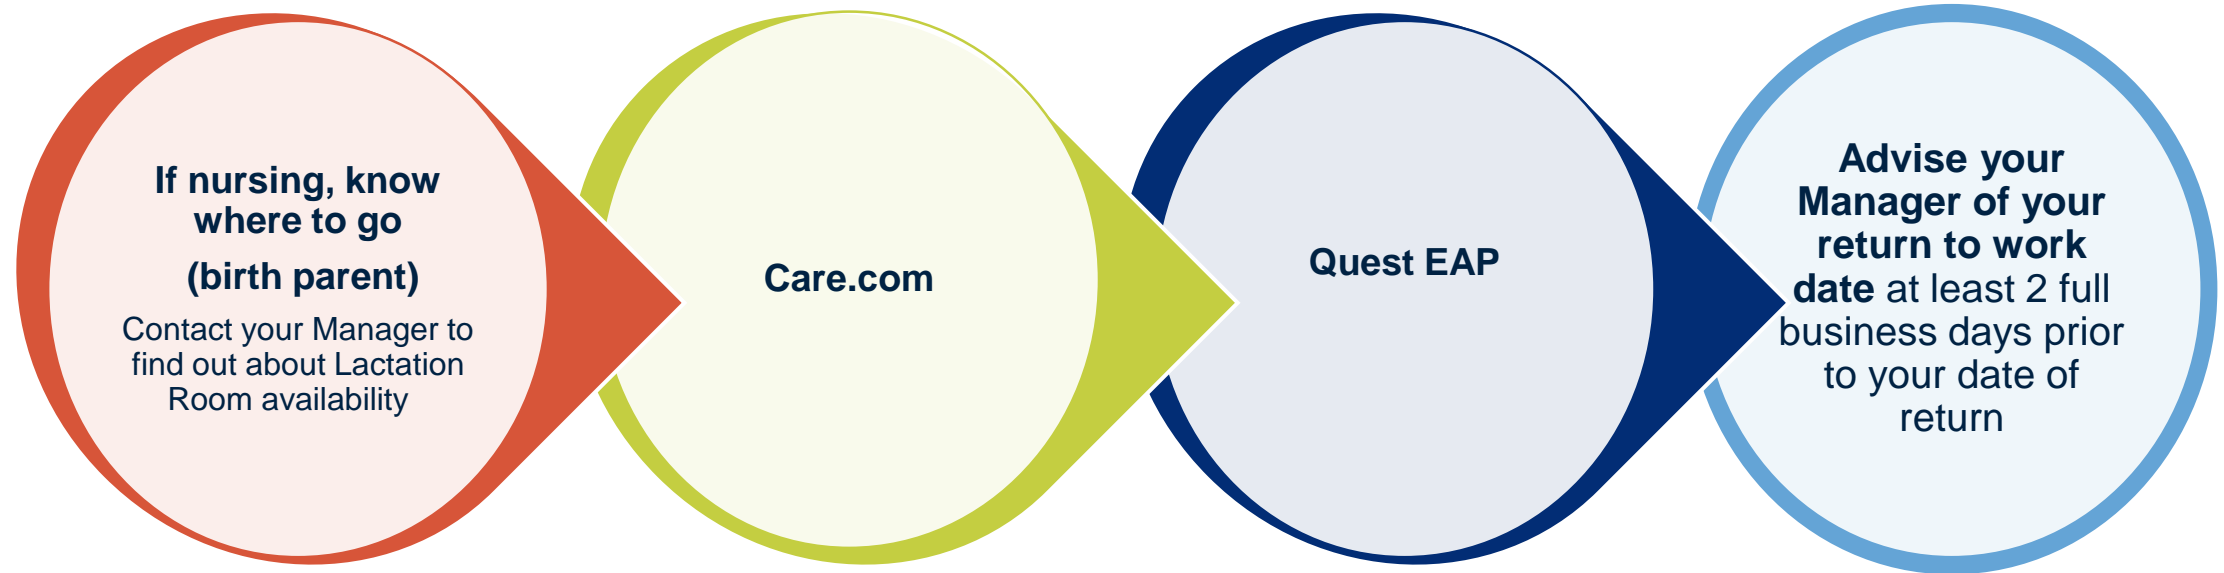 If nursing, know
where to go
(birth parent)
Contact your Manager to
find out about Lactation
Room availability
Care.com
Quest EAP
Advise your
Manager of your
return to work
date at least 2 full
business days prior
to your date of
return